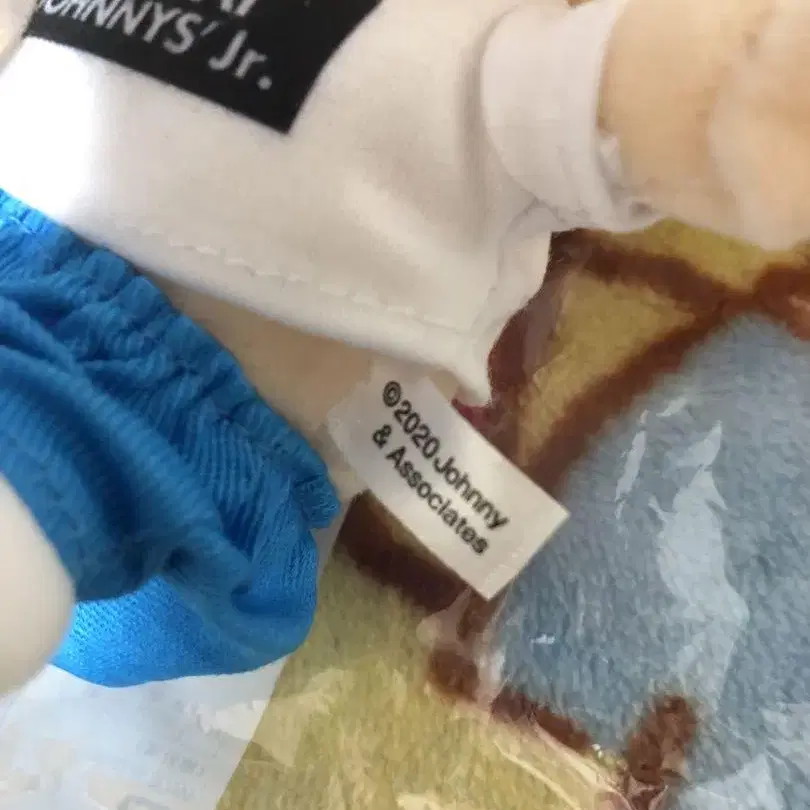 JOHNNYS' Jr.
©2020 Johnny
& Associates